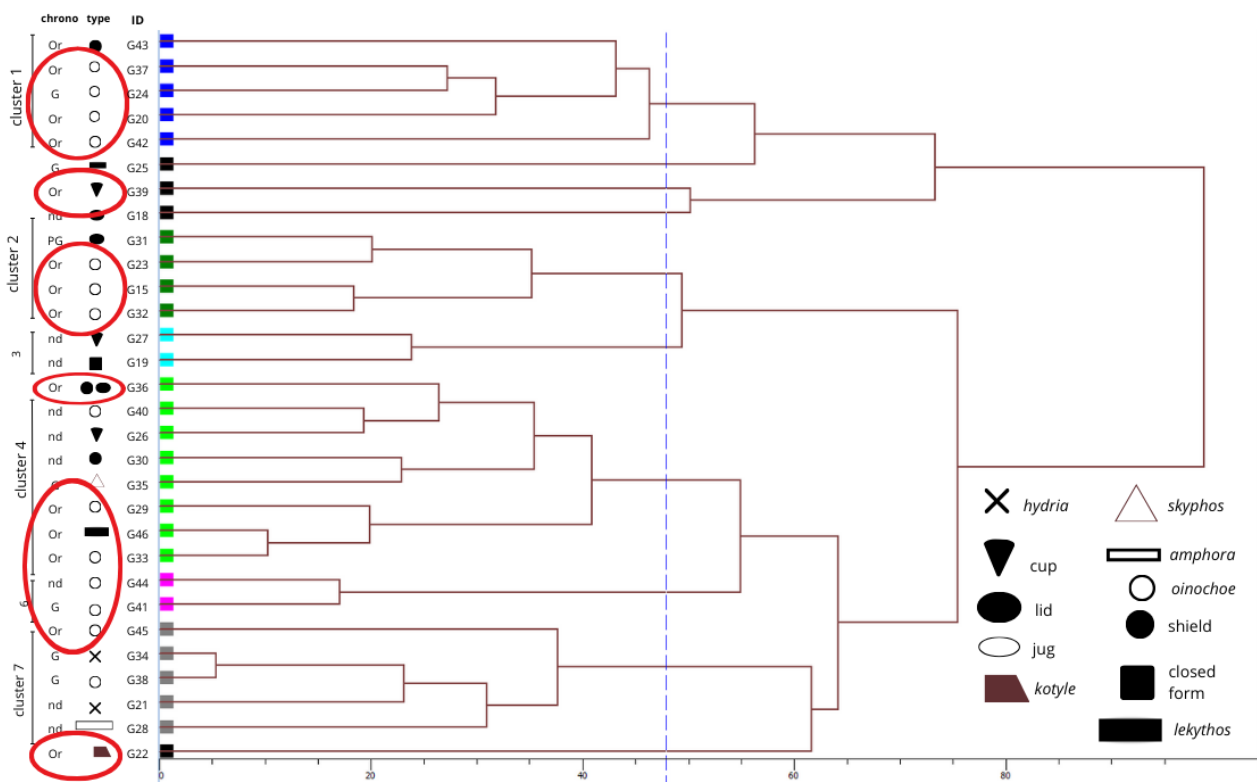 chrono type ID
Or G43
Or G37
G G24
Or G20
Or G42
G G25
Or G39
nd G18
PG G31
Or G23
Or G15
Or G32
nd G27
nd G19
Or G36
nd G40
nd G26
nd G30
G G35
Or G29
Or G46
Or G33
nd G44
G G41
Or G45
G G34
G G38
nd G21
nd G28
Or G22
cluster 1
cluster 2
3
cluster 4
6
cluster 7
0 20 40 60 80
hydria
cup
lid
jug
kotyle
skyphos
amphora
oinochoe
shield
closed
form
lekythos